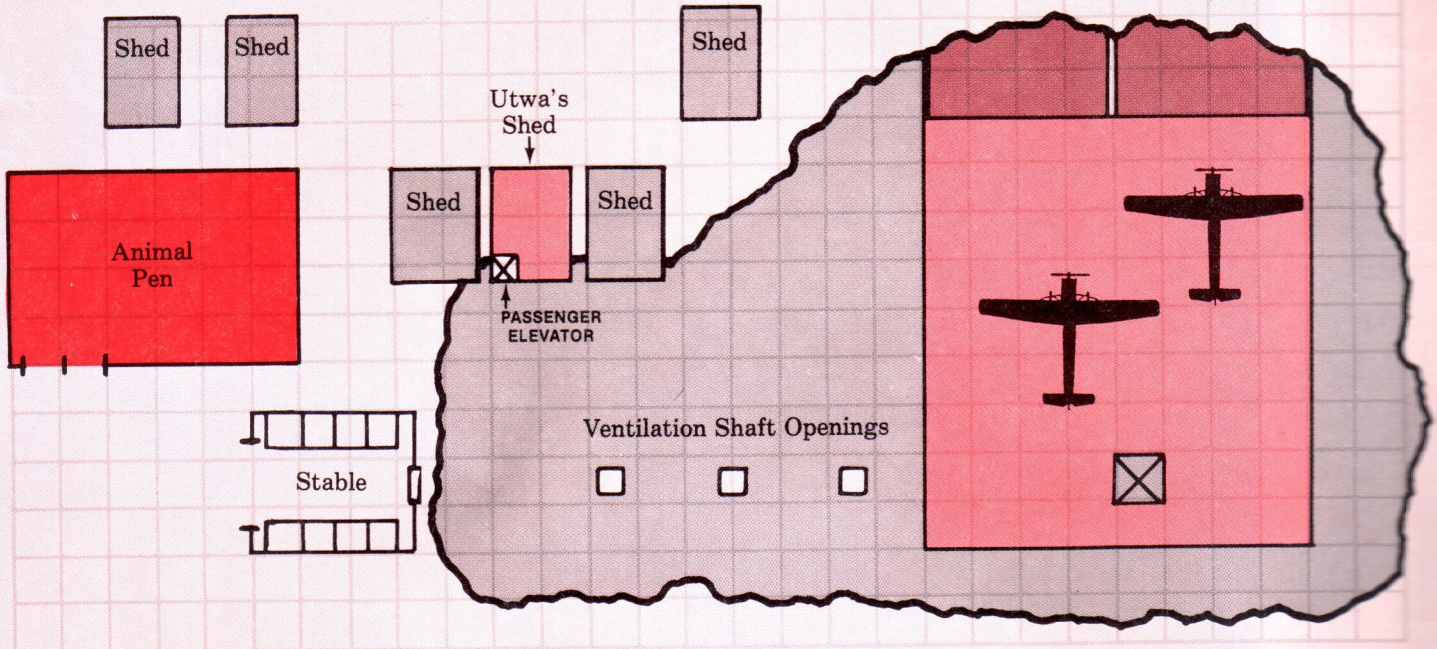 Shed
Shed
Shed
Utwa's
Shed
Shed
Shed
Animal
Pen
PASSENGER
ELEVATOR
Ventilation Shaft Openings
Stable